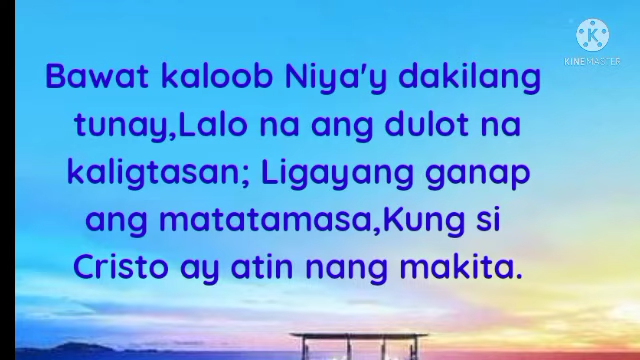 Bawat kaloob Niya'y dakilang
tunay,Lalo na ang dulot na
kaligtasan; Ligayang ganap
ang matatamasa,Kung si
Cristo ay atin nang makita.
K
KINEMASTER